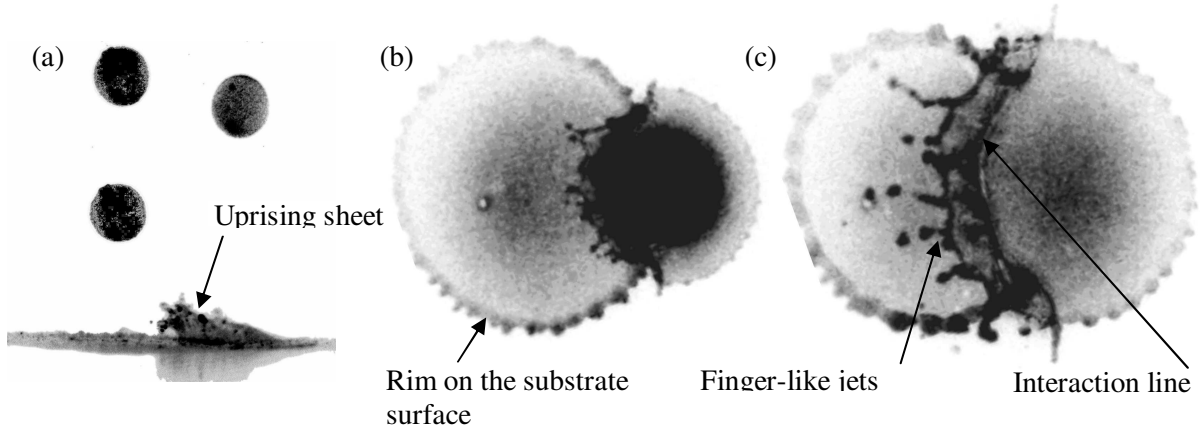 (a)
(b)
(c)
Uprising sheet
Rim on the substrate
surface
Finger-like jets
Interaction line